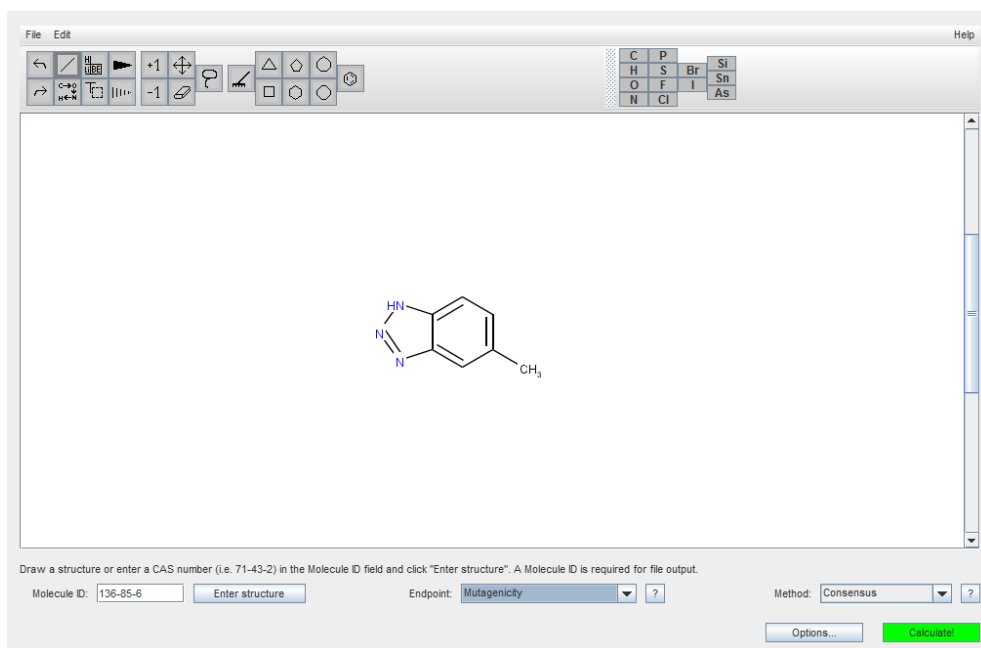 File Edit Help
+1
-1
C P
H S Br Si
O F I Sn
N Cl As
HN
N
N
CH3
Draw a structure or enter a CAS number (i.e. 71-43-2) in the Molecule ID field and click "Enter structure". A Molecule ID is required for file output.
Molecule ID: 136-85-6 Enter structure Endpoint: Mutagenicity ? Method: Consensus ?
Options... Calculate!